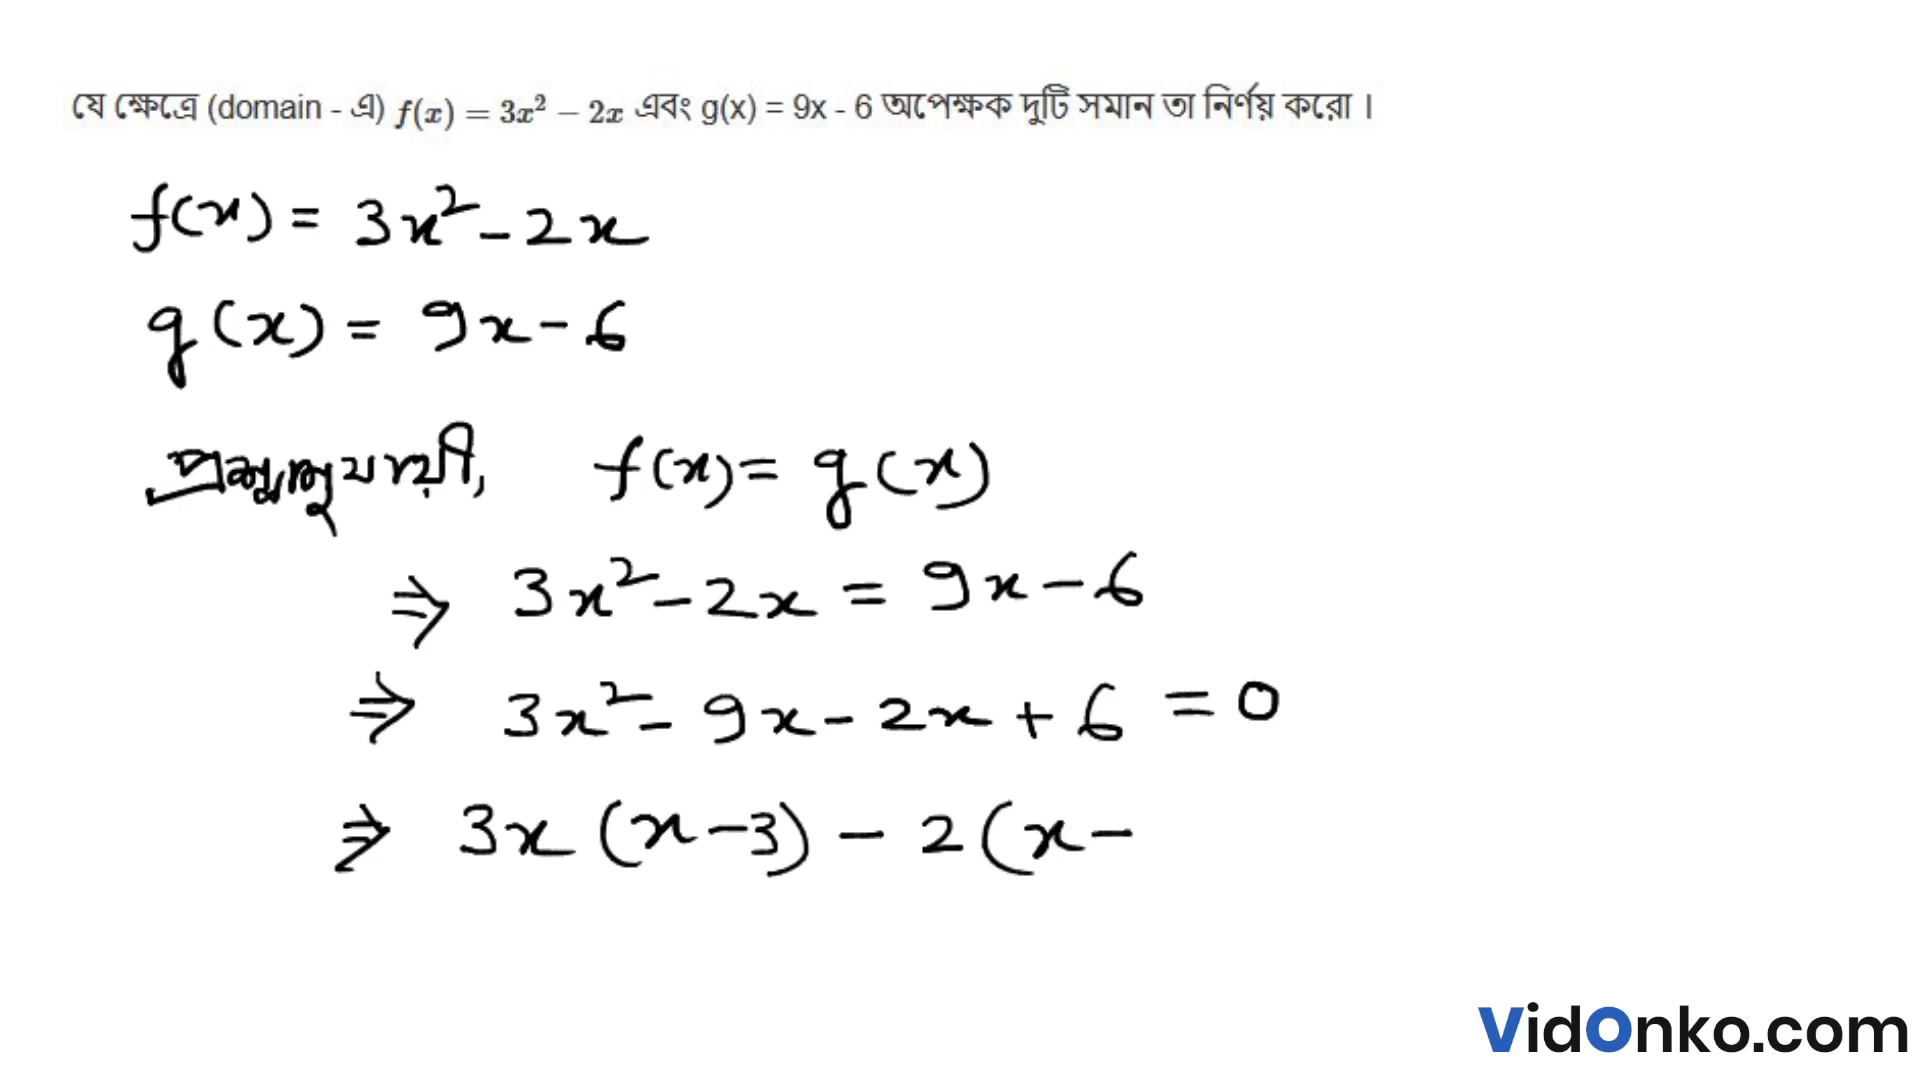 যে ক্ষেত্রে (domain - এ) f(x) = 3x² − 2x এবং g(x) = 9x - 6 অপেক্ষক দুটি সমান তা নির্ণয় করো ।
f(x) = 3x² - 2x
g(x) = 9x - 6
প্রশ্নানুযায়ী, f(x) = g(x)
⇒ 3x² - 2x = 9x - 6
⇒ 3x² - 9x - 2x + 6 = 0
⇒ 3x (x - 3) - 2 (x -
VidOnko.com